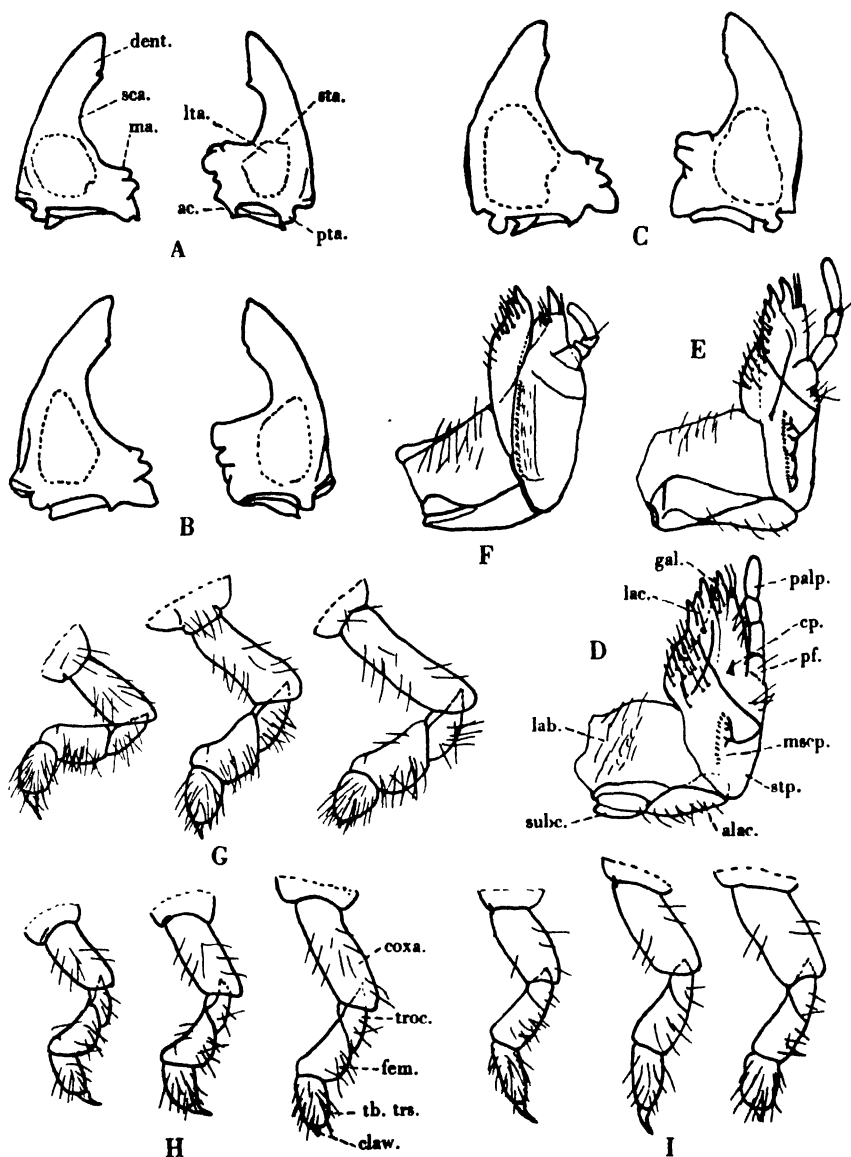 dent.
sca.
sta.
lta.
ma.
ac.
pta.
A
C
E
B
F
gal.
palp.
lac.
cp.
D
pf.
lab.
mscp.
stp.
subc.
alac.
G
coxa.
troc.
fem.
tb. trs.
claw.
H
I